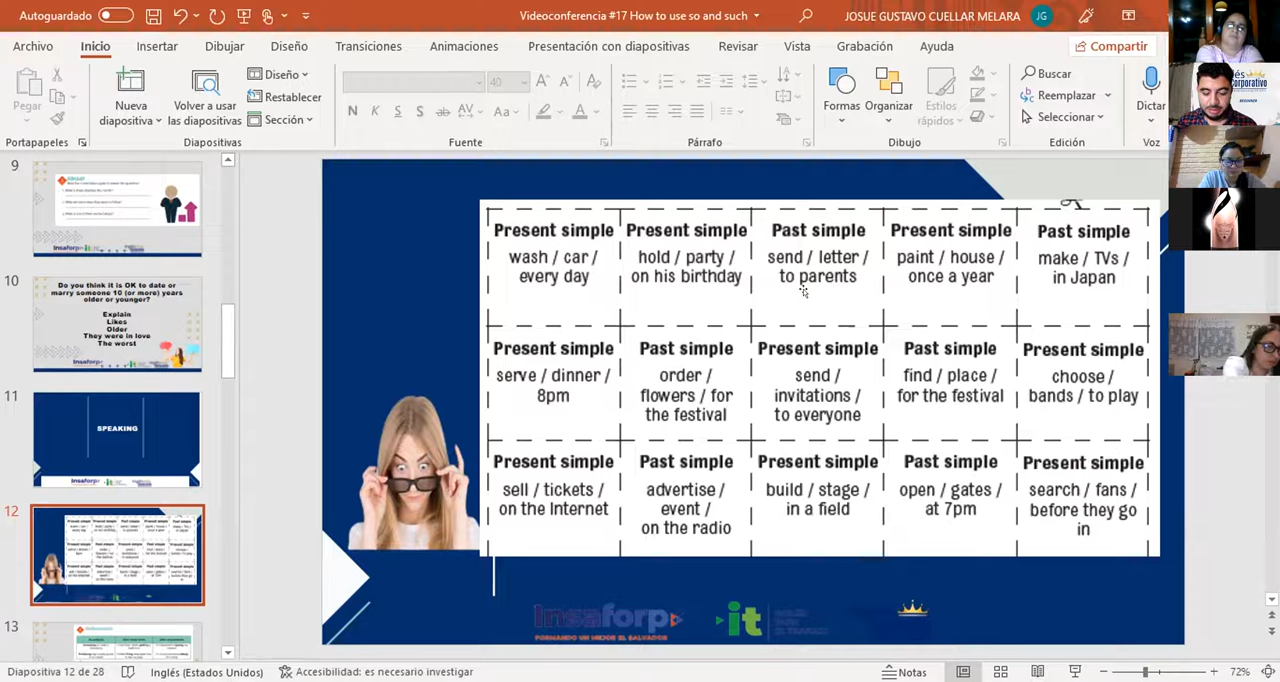 Autoguardado
Videoconferencia #17 How to use so and such
JOSUE GUSTAVO CUELLAR MELARA
JG
Archivo Inicio Insertar Dibujar Diseño Transiciones Animaciones Presentación con diapositivas Revisar Vista Grabación Ayuda
Compartir
Pegar
Nueva
diapositiva
Volver a usar
las diapositivas
Diseño
Restablecer
Sección
40
N K S S ab AV Aa A
Formas
Organizar
Estilos
rápidos
Buscar
Reemplazar
Seleccionar
Dictar
Portapapeles
Diapositivas
Fuente
Párrafo
Dibujo
Edición
Voz
9
10
Do you think it is OK to date or
marry someone 10 (or more) years
older or younger?
Explain
Likes
Older
They were in love
The worst
11
SPEAKING
12
13
Present simple
wash / car /
every day
Present simple
hold / party /
on his birthday
Past simple
send / letter /
to parents
Present simple
paint / house /
once a year
Past simple
make / TVs /
in Japan
Present simple
serve / dinner /
8pm
Past simple
order /
flowers / for
the festival
Present simple
send /
invitations /
to everyone
Past simple
find / place /
for the festival
Present simple
choose /
bands / to play
Present simple
sell / tickets /
on the Internet
Past simple
advertise /
event /
on the radio
Present simple
build / stage /
in a field
Past simple
open / gates /
at 7pm
Present simple
search / fans /
before they go
in
Insaforp
FORMANDO UN MEJOR EL SALVADOR
it
Diapositiva 12 de 28
Inglés (Estados Unidos)
Accesibilidad: es necesario investigar
Notas
72%